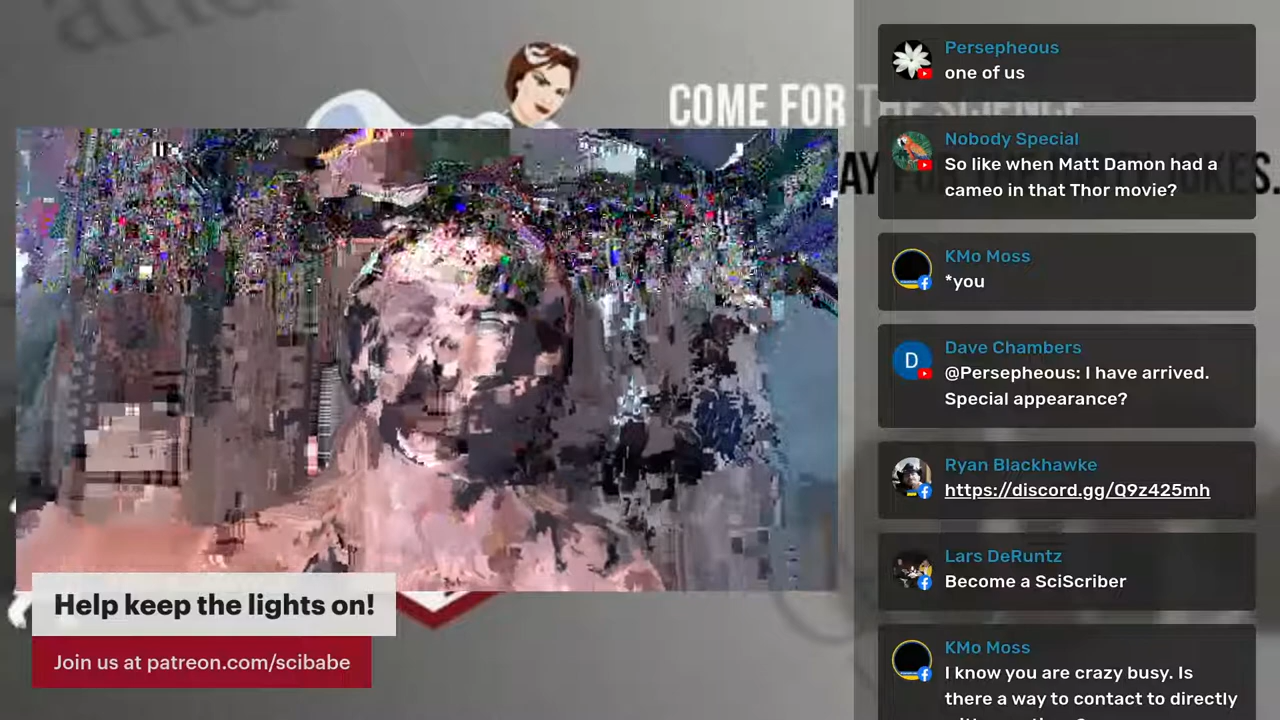 COME FOR THE SCIENCE
Persepheous
one of us
Nobody Special
So like when Matt Damon had a
cameo in that Thor movie?
KMo Moss
*you
D
Dave Chambers
@Persepheous: I have arrived.
Special appearance?
Ryan Blackhawke
https://discord.gg/Q9z425mh
Lars DeRuntz
Become a SciScriber
KMo Moss
I know you are crazy busy. Is
there a way to contact to directly
Help keep the lights on!
Join us at patreon.com/scibabe